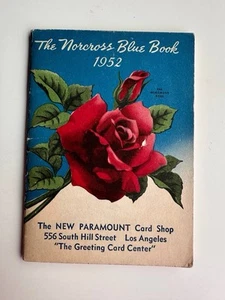 The Norcross Blue Book
1952
The NEW PARAMOUNT Card Shop
556 South Hill Street Los Angeles
"The Greeting Card Center"